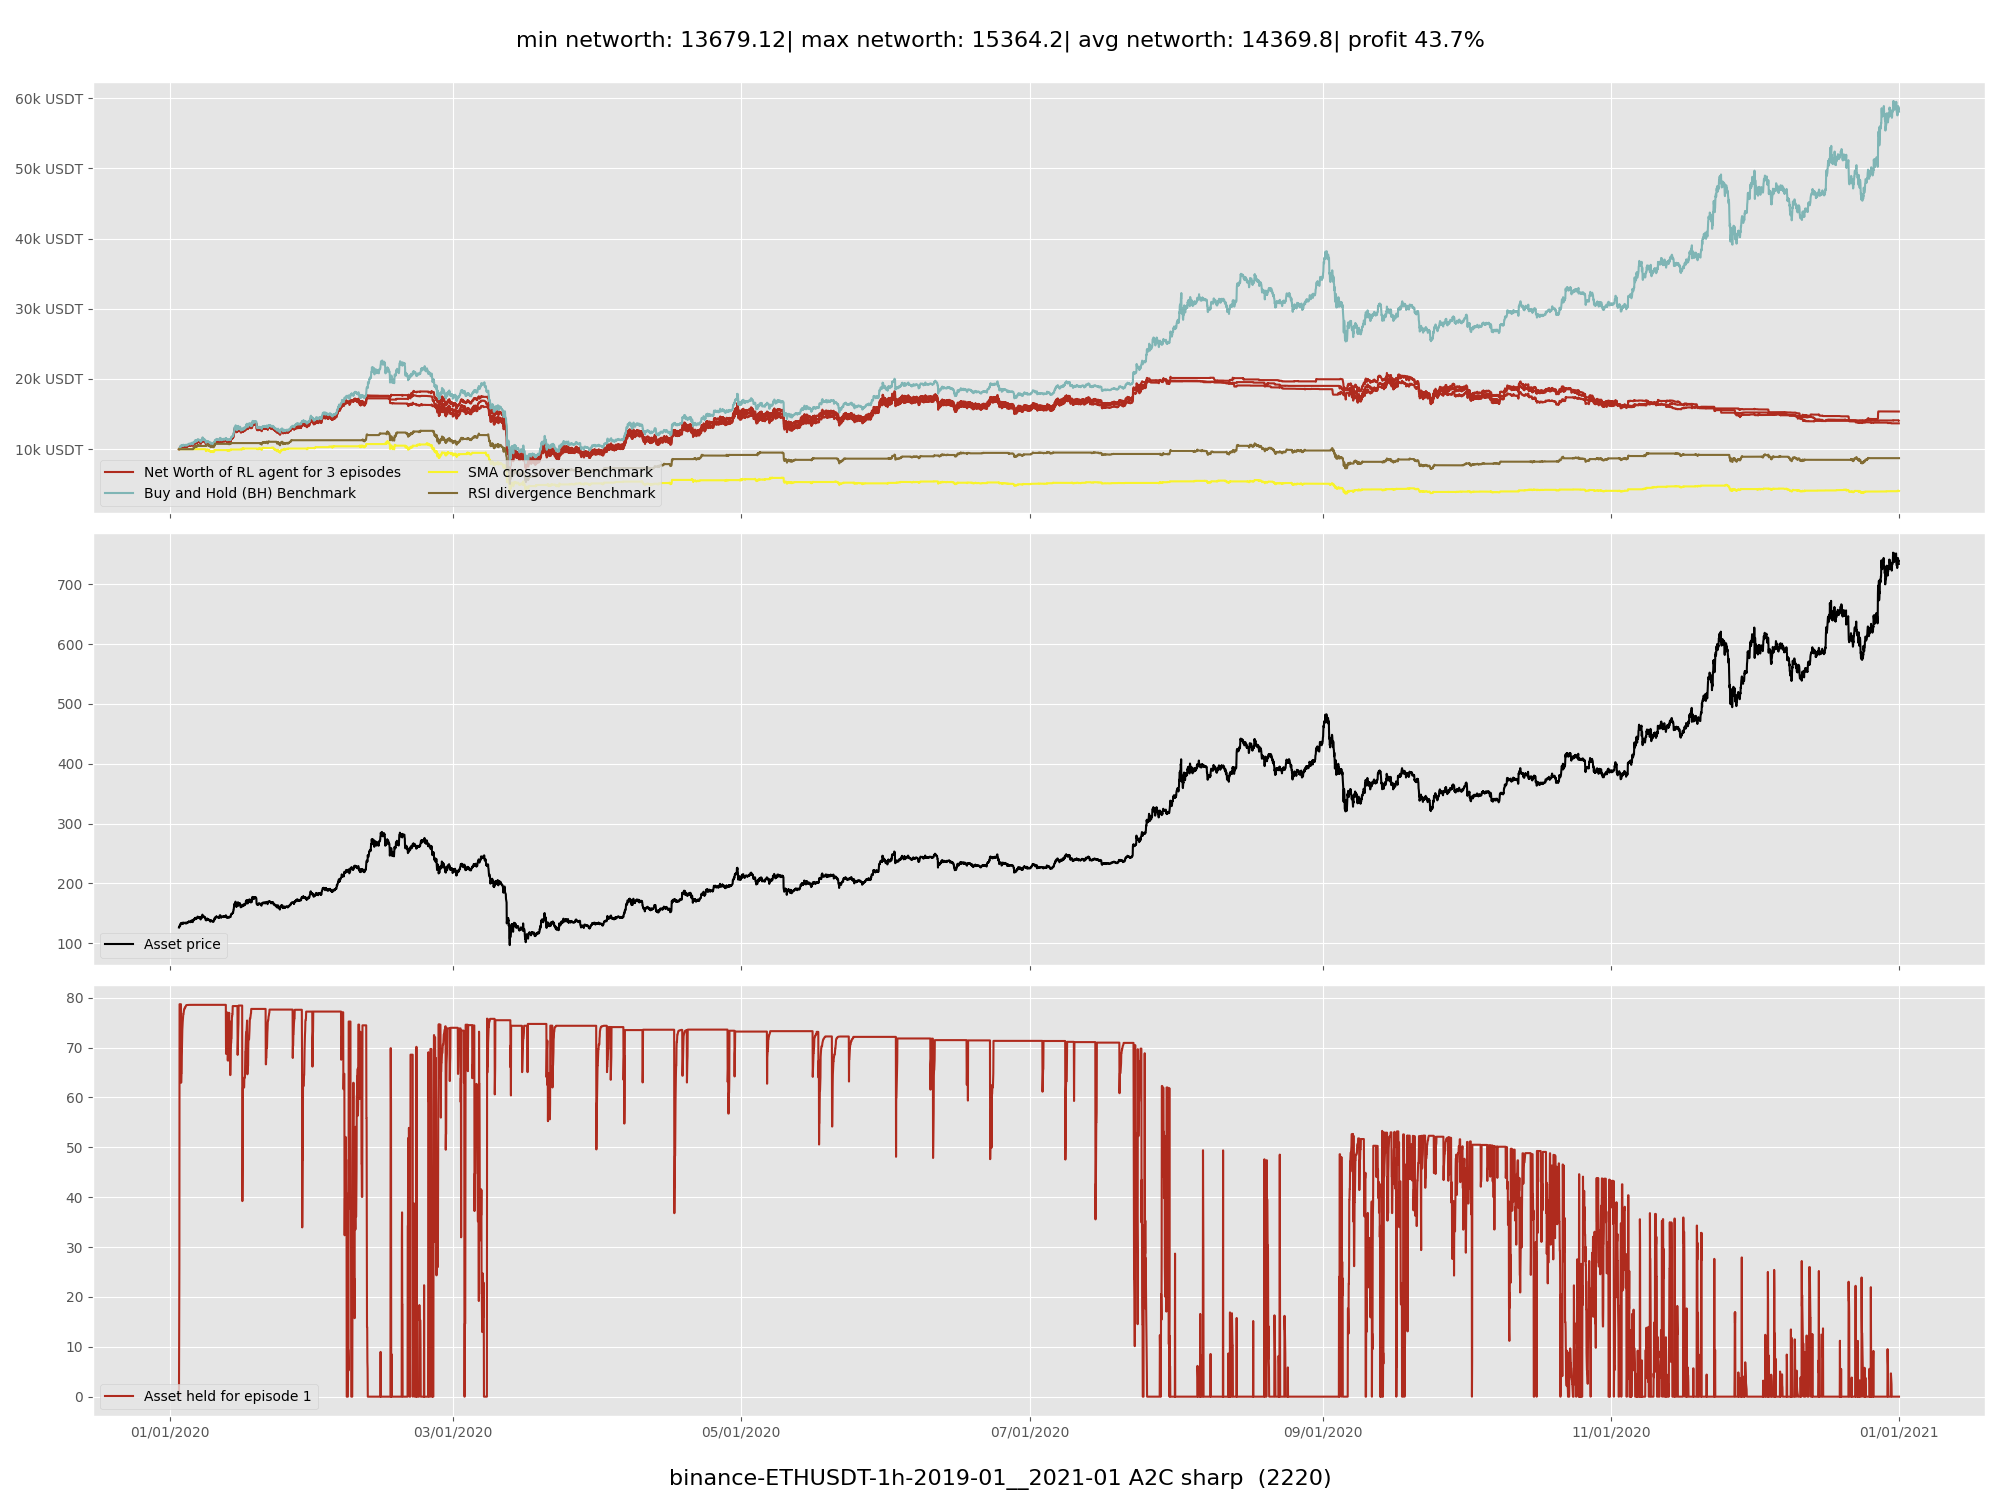 min networth: 13679.12| max networth: 15364.2| avg networth: 14369.8| profit 43.7%
60k USDT
50k USDT
40k USDT
30k USDT
20k USDT
10k USDT
Net Worth of RL agent for 3 episodes
Buy and Hold (BH) Benchmark
SMA crossover Benchmark
RSI divergence Benchmark
700
600
500
400
300
200
100
Asset price
80
70
60
50
40
30
20
10
0
Asset held for episode 1
01/01/2020
03/01/2020
05/01/2020
07/01/2020
09/01/2020
11/01/2020
01/01/2021
binance-ETHUSDT-1h-2019-01__2021-01 A2C sharp  (2220)